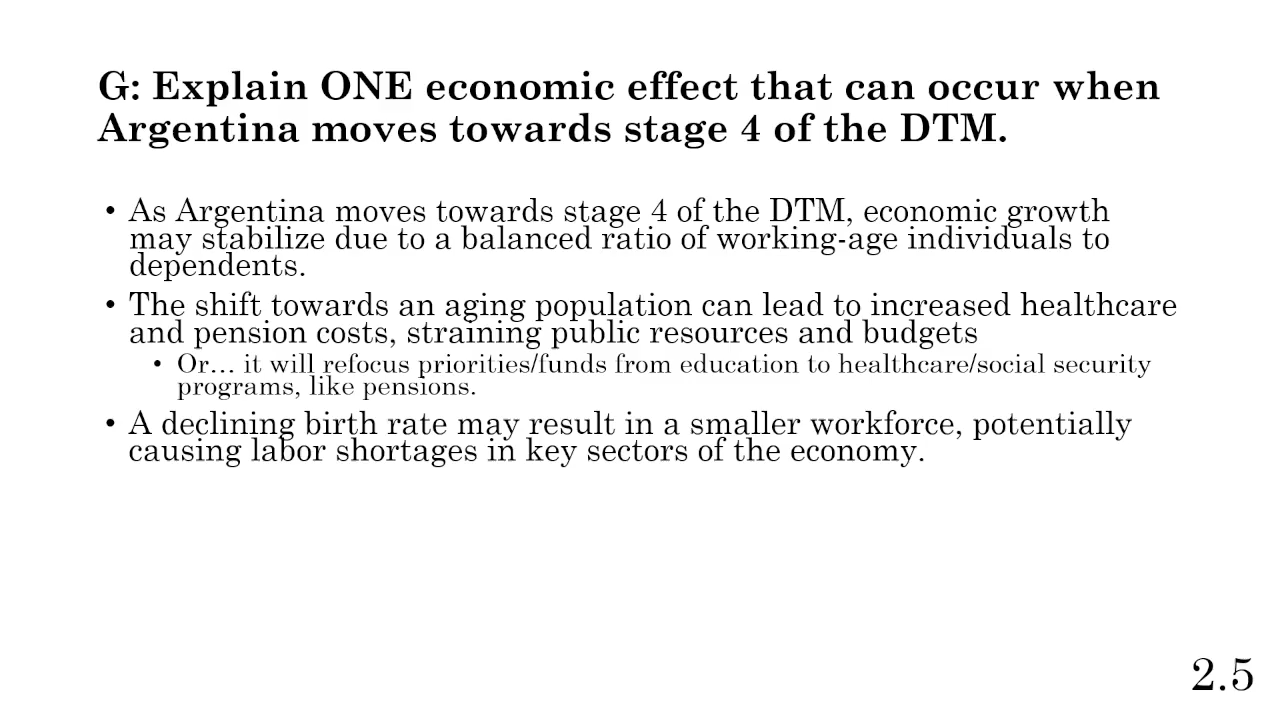 G: Explain ONE economic effect that can occur when
Argentina moves towards stage 4 of the DTM.
• As Argentina moves towards stage 4 of the DTM, economic growth
may stabilize due to a balanced ratio of working-age individuals to
dependents.
• The shift towards an aging population can lead to increased healthcare
and pension costs, straining public resources and budgets
• Or… it will refocus priorities/funds from education to healthcare/social security
programs, like pensions.
• A declining birth rate may result in a smaller workforce, potentially
causing labor shortages in key sectors of the economy.
2.5